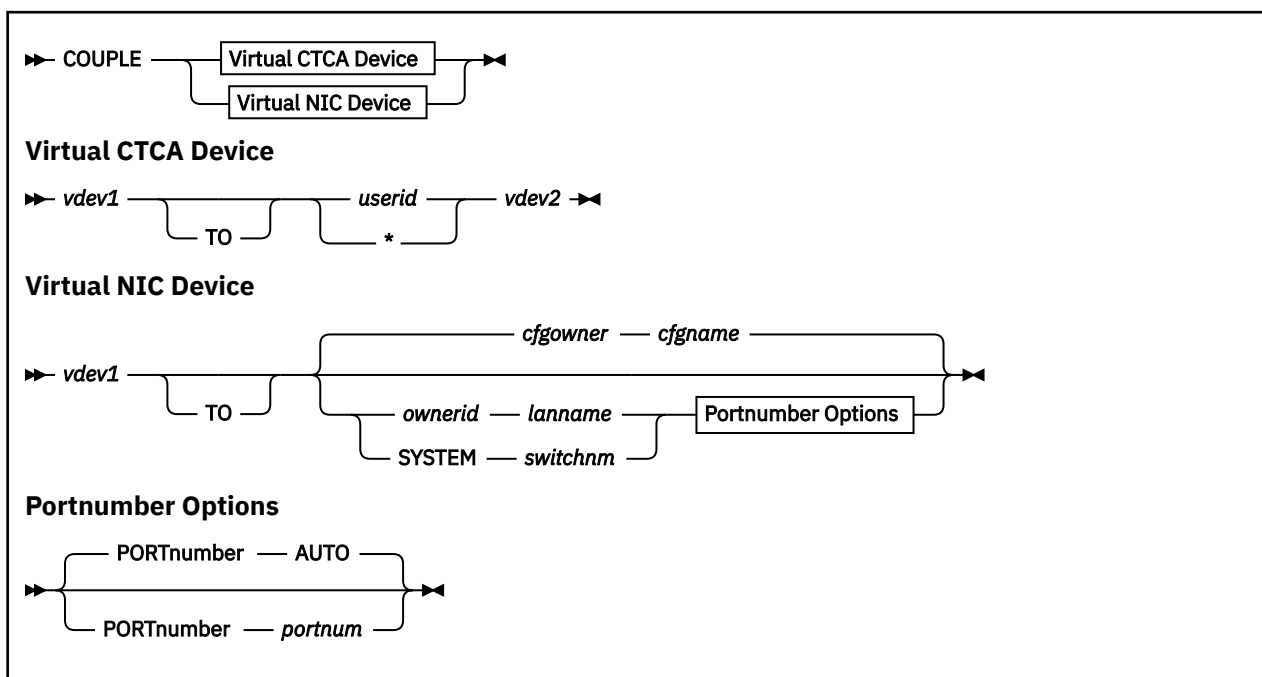 COUPLE Virtual CTCA Device
Virtual NIC Device
Virtual CTCA Device
vdev1 userid vdev2
TO *
Virtual NIC Device
cfgowner cfgname
vdev1
TO ownerid lanname Portnumber Options
SYSTEM switchnm
Portnumber Options
PORTnumber AUTO
PORTnumber portnum